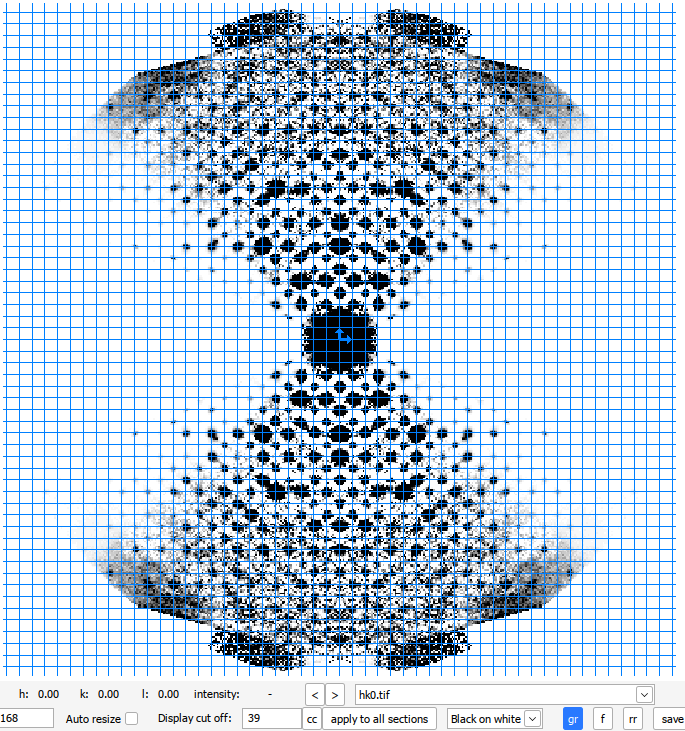 h: 0.00 k: 0.00 l: 0.00 intensity: - < > hk0.tif
168 Auto resize Display cut off: 39 cc apply to all sections Black on white gr f rr save